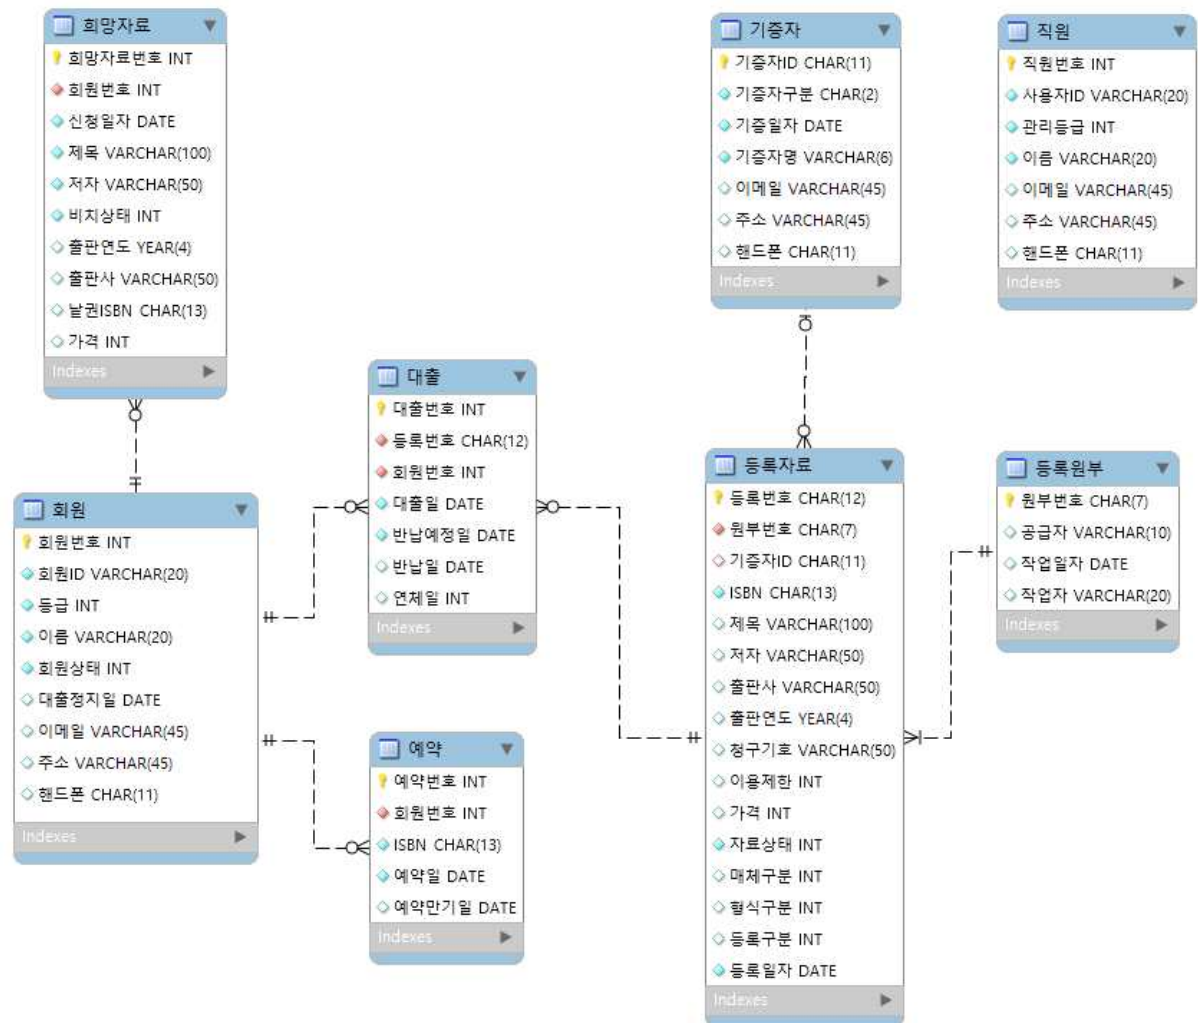 희망자료
희망자료번호 INT
회원번호 INT
신청일자 DATE
제목 VARCHAR(100)
저자 VARCHAR(50)
비치상태 INT
출판연도 YEAR(4)
출판사 VARCHAR(50)
낱권ISBN CHAR(13)
가격 INT
Indexes
기증자
기증자ID CHAR(11)
기증자구분 CHAR(2)
기증일자 DATE
기증자명 VARCHAR(6)
이메일 VARCHAR(45)
주소 VARCHAR(45)
핸드폰 CHAR(11)
Indexes
직원
직원번호 INT
사용자ID VARCHAR(20)
관리등급 INT
이름 VARCHAR(20)
이메일 VARCHAR(45)
주소 VARCHAR(45)
핸드폰 CHAR(11)
Indexes
대출
대출번호 INT
등록번호 CHAR(12)
회원번호 INT
대출일 DATE
반납예정일 DATE
반납일 DATE
연체일 INT
Indexes
회원
회원번호 INT
회원ID VARCHAR(20)
등급 INT
이름 VARCHAR(20)
회원상태 INT
대출정지일 DATE
이메일 VARCHAR(45)
주소 VARCHAR(45)
핸드폰 CHAR(11)
Indexes
예약
예약번호 INT
회원번호 INT
ISBN CHAR(13)
예약일 DATE
예약만기일 DATE
Indexes
등록자료
등록번호 CHAR(12)
원부번호 CHAR(7)
기증자ID CHAR(11)
ISBN CHAR(13)
제목 VARCHAR(100)
저자 VARCHAR(50)
출판사 VARCHAR(50)
출판연도 YEAR(4)
청구기호 VARCHAR(50)
이용제한 INT
가격 INT
자료상태 INT
매체구분 INT
형식구분 INT
등록구분 INT
등록일자 DATE
Indexes
등록원부
원부번호 CHAR(7)
공급자 VARCHAR(10)
작업일자 DATE
작업자 VARCHAR(20)
Indexes